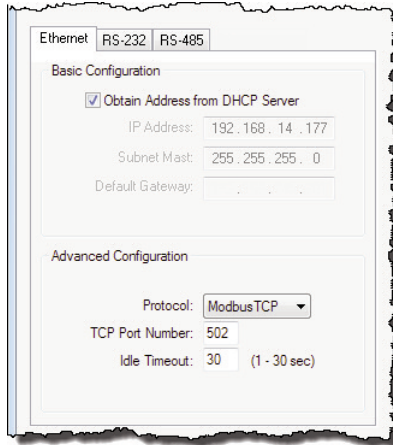 Ethernet RS-232 RS-485
Basic Configuration
Obtain Address from DHCP Server
IP Address: 192 . 168 . 14 . 177
Subnet Mast: 255 . 255 . 255 . 0
Default Gateway: . . .
Advanced Configuration
Protocol: Modbus TCP
TCP Port Number: 502
Idle Timeout: 30 (1 - 30 sec)